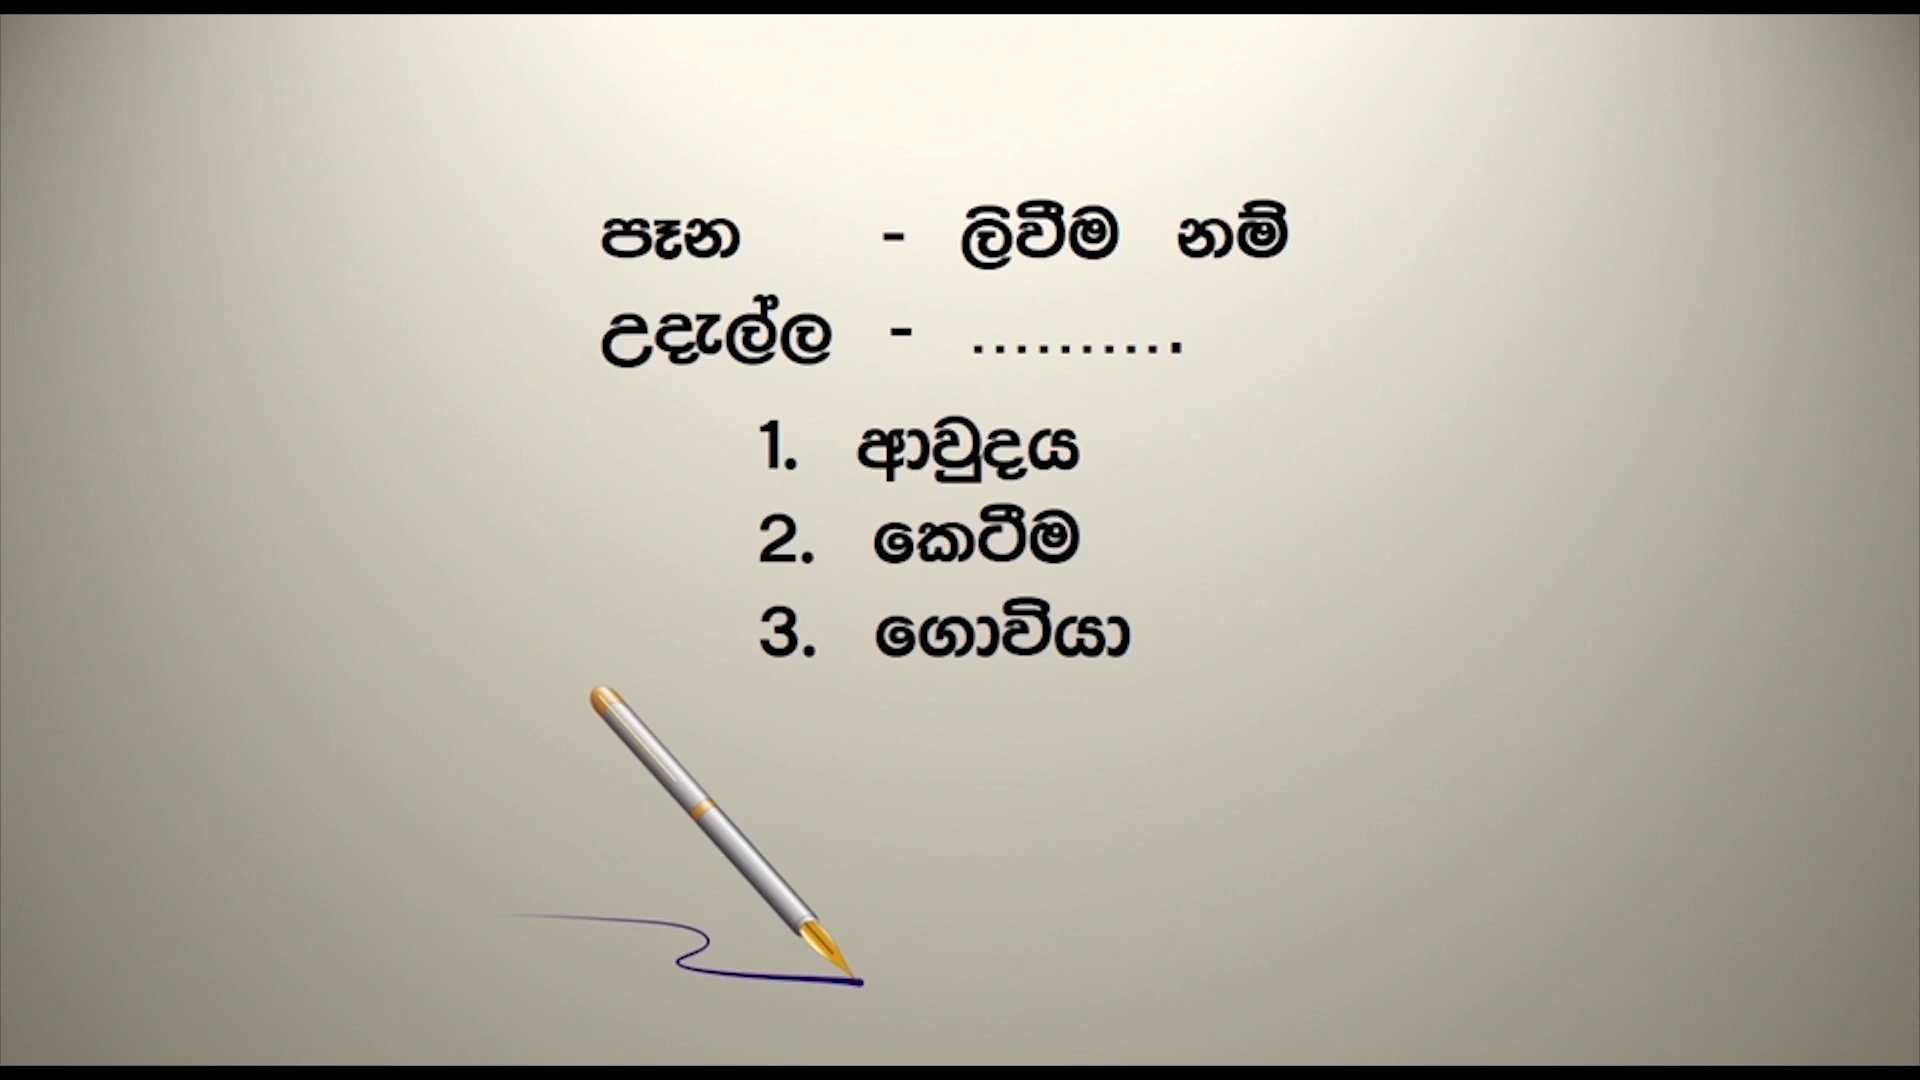 පෑන - ලිවීම නම්
උදැල්ල - ..........
1. ආවුදය
2. කෙටීම
3. ගොවියා